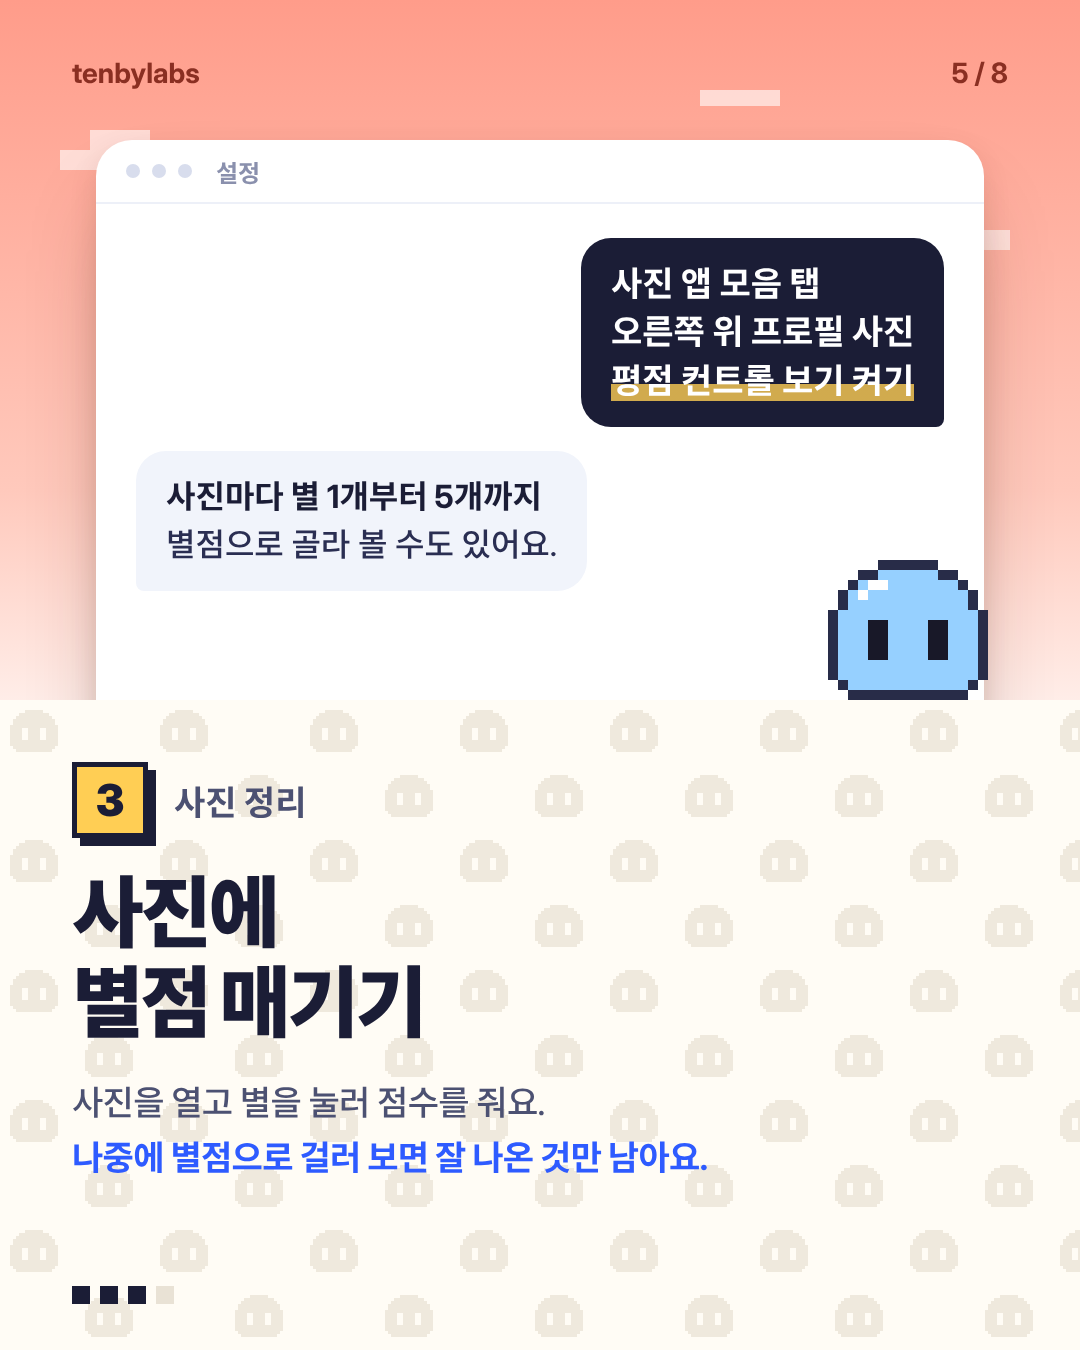 tenbylabs
5 / 8
설정
사진 앱 모음 탭
오른쪽 위 프로필 사진
평점 컨트롤 보기 켜기
사진마다 별 1개부터 5개까지
별점으로 골라 볼 수도 있어요.
3
사진 정리
사진에
별점 매기기
사진을 열고 별을 눌러 점수를 줘요.
나중에 별점으로 걸러 보면 잘 나온 것만 남아요.